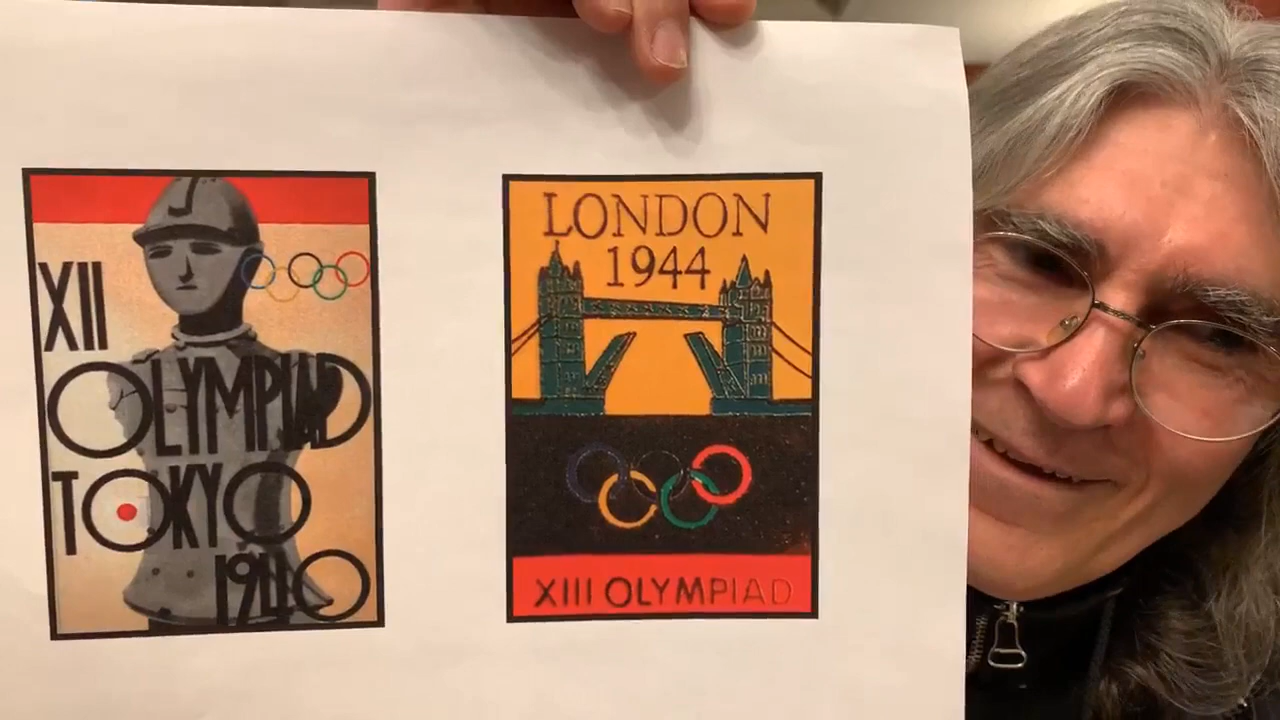 XII
OLYMPIAD
TOKYO
1940
LONDON
1944
XIII OLYMPIAD